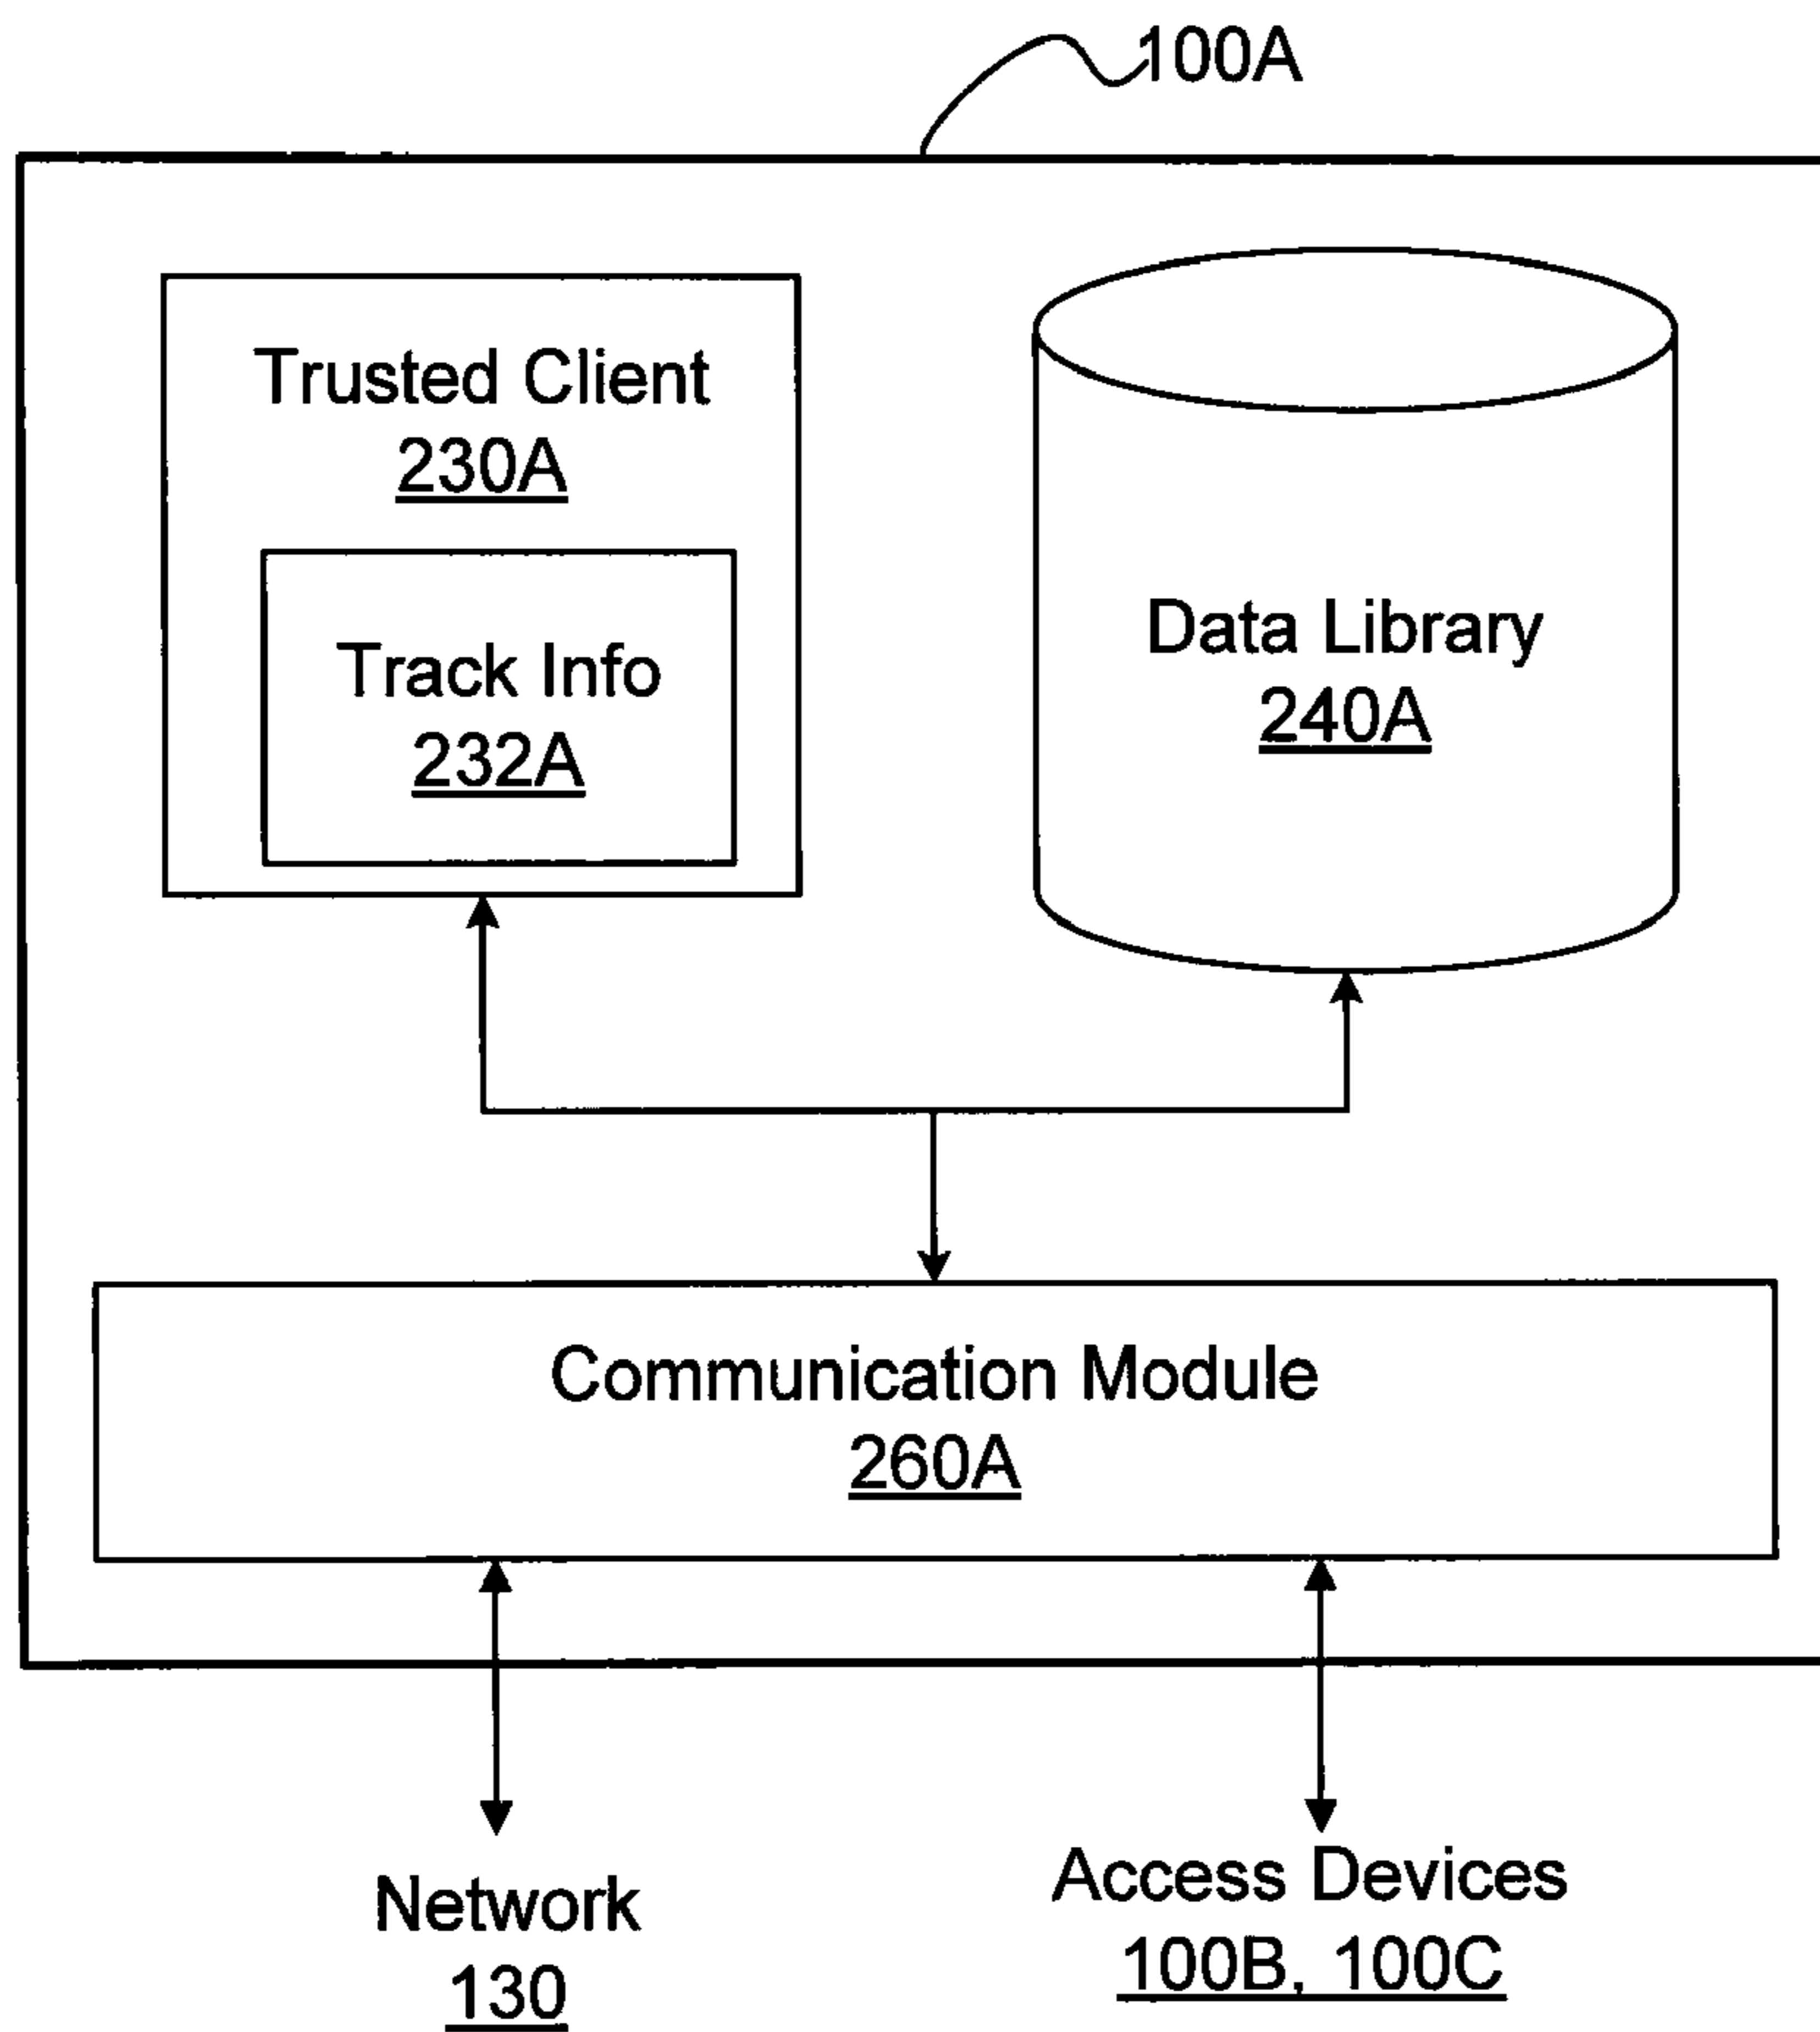 100A
Trusted Client
230A
Track Info
232A
Data Library
240A
Communication Module
260A
Network
130
Access Devices
100B, 100C